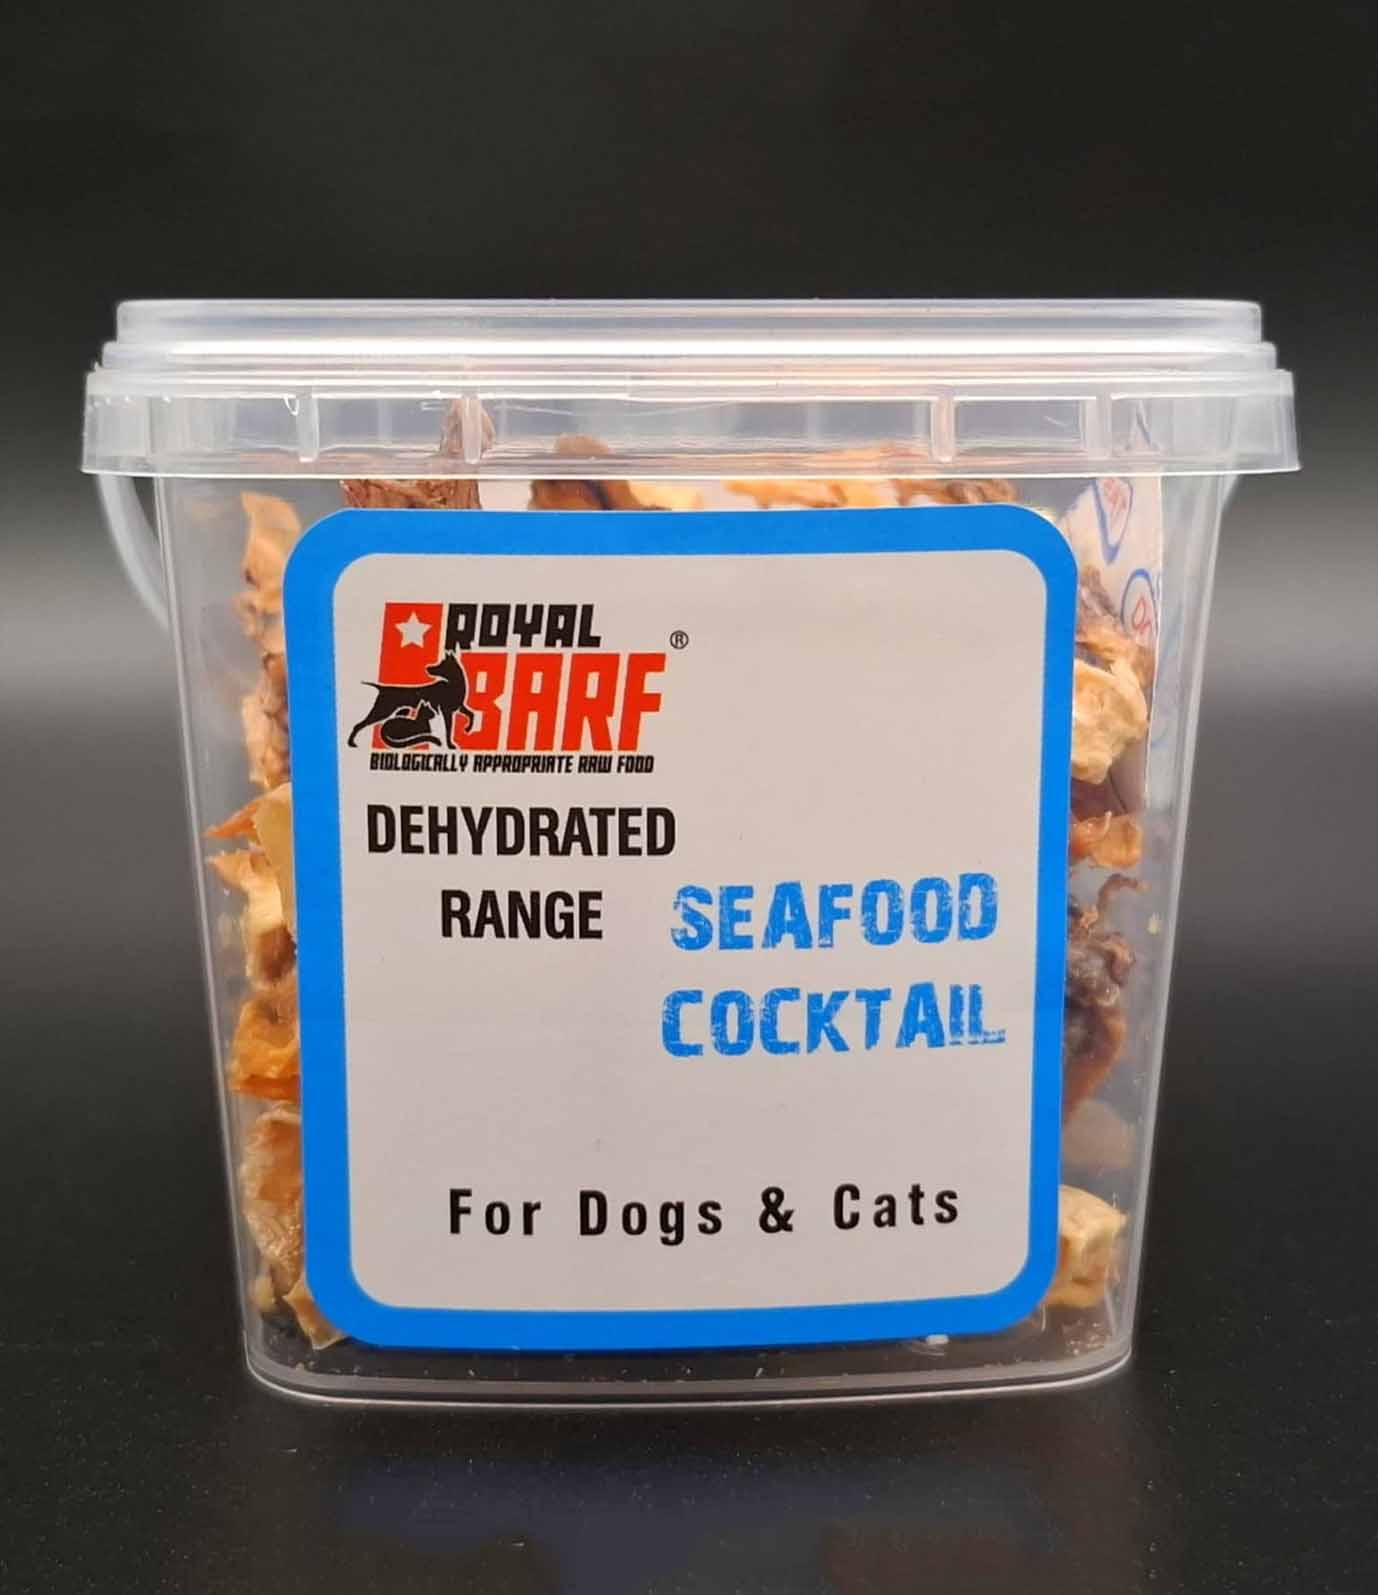 ROYAL
BARF ®
BIOLOGICALLY APPROPRIATE RAW FOOD
DEHYDRATED
RANGE
SEAFOOD
COCKTAIL
For Dogs & Cats